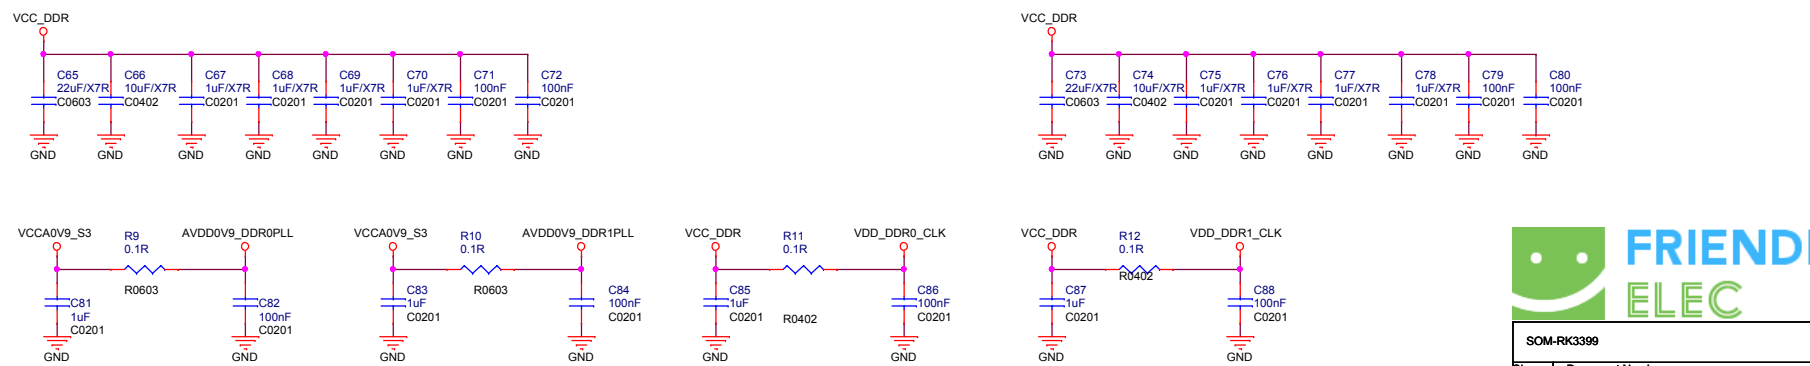 VCC_DDR
VCC_DDR
C65 C66 C67 C68 C69 C70 C71 C72
22uF/X7R 10uF/X7R 1uF/X7R 1uF/X7R 1uF/X7R 1uF/X7R 100nF 100nF
C0603 C0402 C0201 C0201 C0201 C0201 C0201 C0201
GND GND GND GND GND GND GND GND
C73 C74 C75 C76 C77 C78 C79 C80
22uF/X7R 10uF/X7R 1uF/X7R 1uF/X7R 1uF/X7R 1uF/X7R 100nF 100nF
C0603 C0402 C0201 C0201 C0201 C0201 C0201 C0201
GND GND GND GND GND GND GND GND
VCCA0V9_S3 R9 AVDD0V9_DDR0PLL
0.1R
R0603
C81 C82
1uF 100nF
C0201 C0201
GND GND
VCCA0V9_S3 R10 AVDD0V9_DDR1PLL
0.1R
R0603
C83 C84
1uF 100nF
C0201 C0201
GND GND
VCC_DDR R11 VDD_DDR0_CLK
0.1R
C85 C86
1uF 100nF
C0201 R0402 C0201
GND GND
VCC_DDR R12 VDD_DDR1_CLK
0.1R
R0402
C87 C88
1uF 100nF
C0201 C0201
GND GND
FRIENDL
ELEC
SOM-RK3399